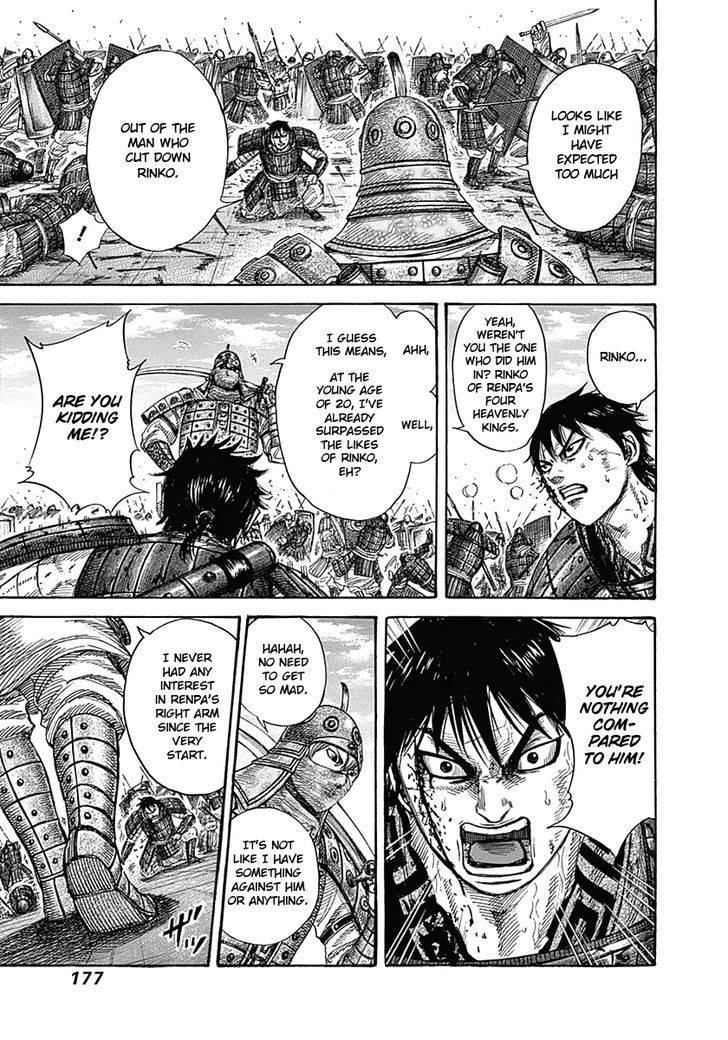 LOOKS LIKE
I MIGHT
HAVE
EXPECTED
TOO MUCH
OUT OF THE
MAN WHO
CUT DOWN
RINKO.
!
RINKO...
YEAH,
WEREN'T
YOU THE ONE
WHO DID HIM
IN? RINKO
OF RENPA'S
FOUR
HEAVENLY
KINGS.
AHH,
WELL,
I GUESS
THIS MEANS,
AT THE
YOUNG AGE
OF 20, I'VE
ALREADY
SURPASSED
THE LIKES
OF RINKO,
EH?
ARE YOU
KIDDING
ME!?
YOU'RE
NOTHING
COM-
PARED
TO HIM!
HAHAH,
NO NEED
TO GET
SO MAD.
IT'S NOT
LIKE I HAVE
SOMETHING
AGAINST HIM
OR ANYTHING.
I NEVER
HAD ANY
INTEREST
IN RENPA'S
RIGHT ARM
SINCE THE
VERY
START.
177